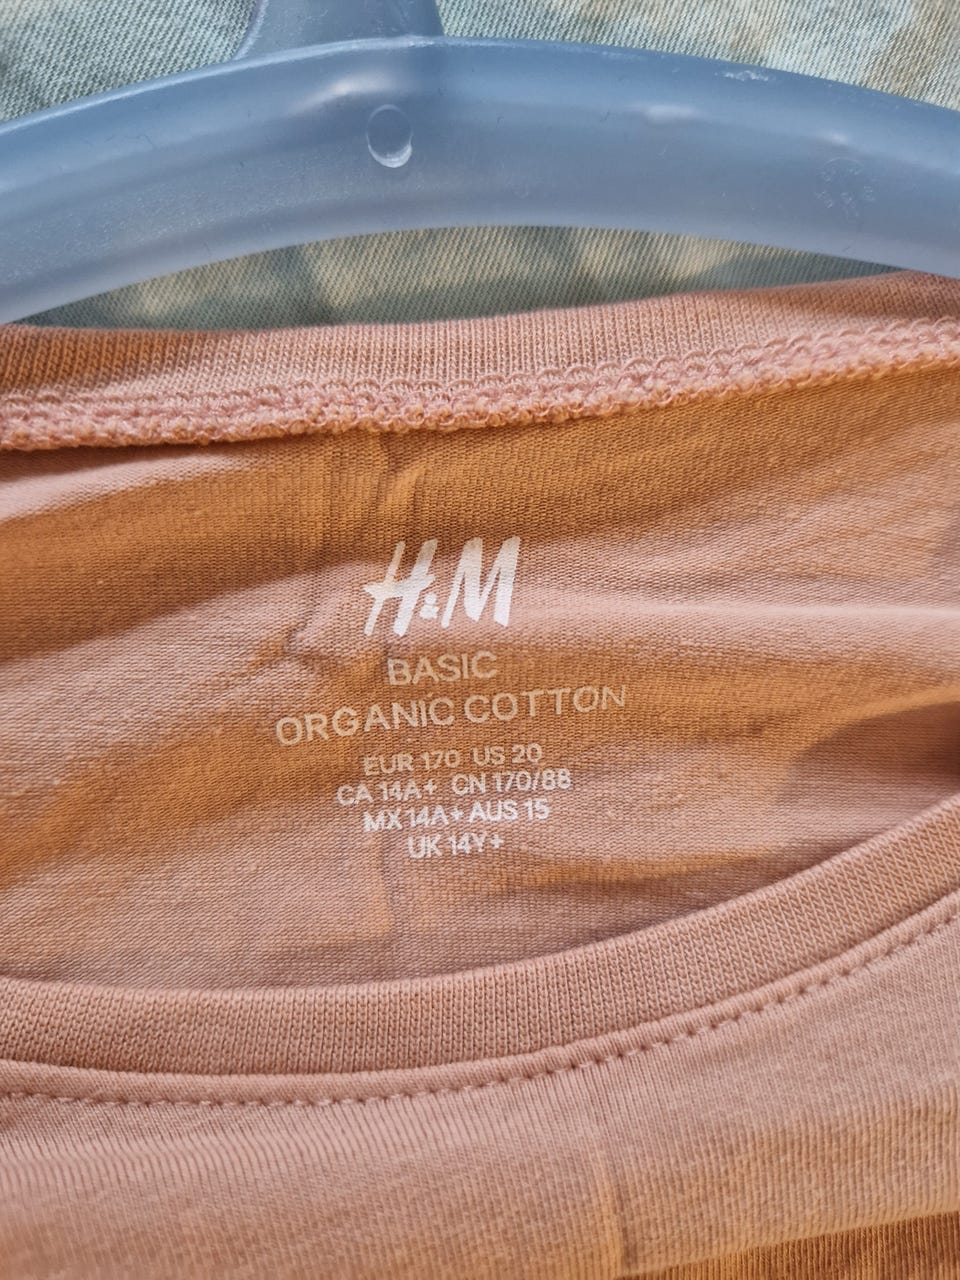 H&M
BASIC
ORGANIC COTTON
EUR 170 US 20
CA 14A+ CN 170/88
MX 14A+ AUS 15
UK 14Y+